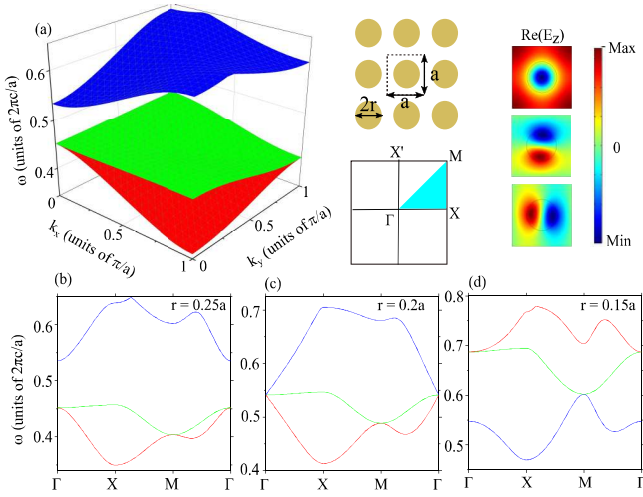 (a)
ω (units of 2πc/a)
0.6
0.5
0.4
0
0.5
1
kₓ (units of π/a)
0
0.5
1
k_y (units of π/a)
a
a
2r
X'
M
Γ
X
Re(E_z)
Max
0
Min
(b)
r = 0.25a
ω (units of 2πc/a)
0.6
0.5
0.4
Γ X M Γ
(c)
r = 0.2a
0.7
0.6
0.5
0.4
Γ X M Γ
(d)
r = 0.15a
0.8
0.7
0.6
0.5
Γ X M Γ